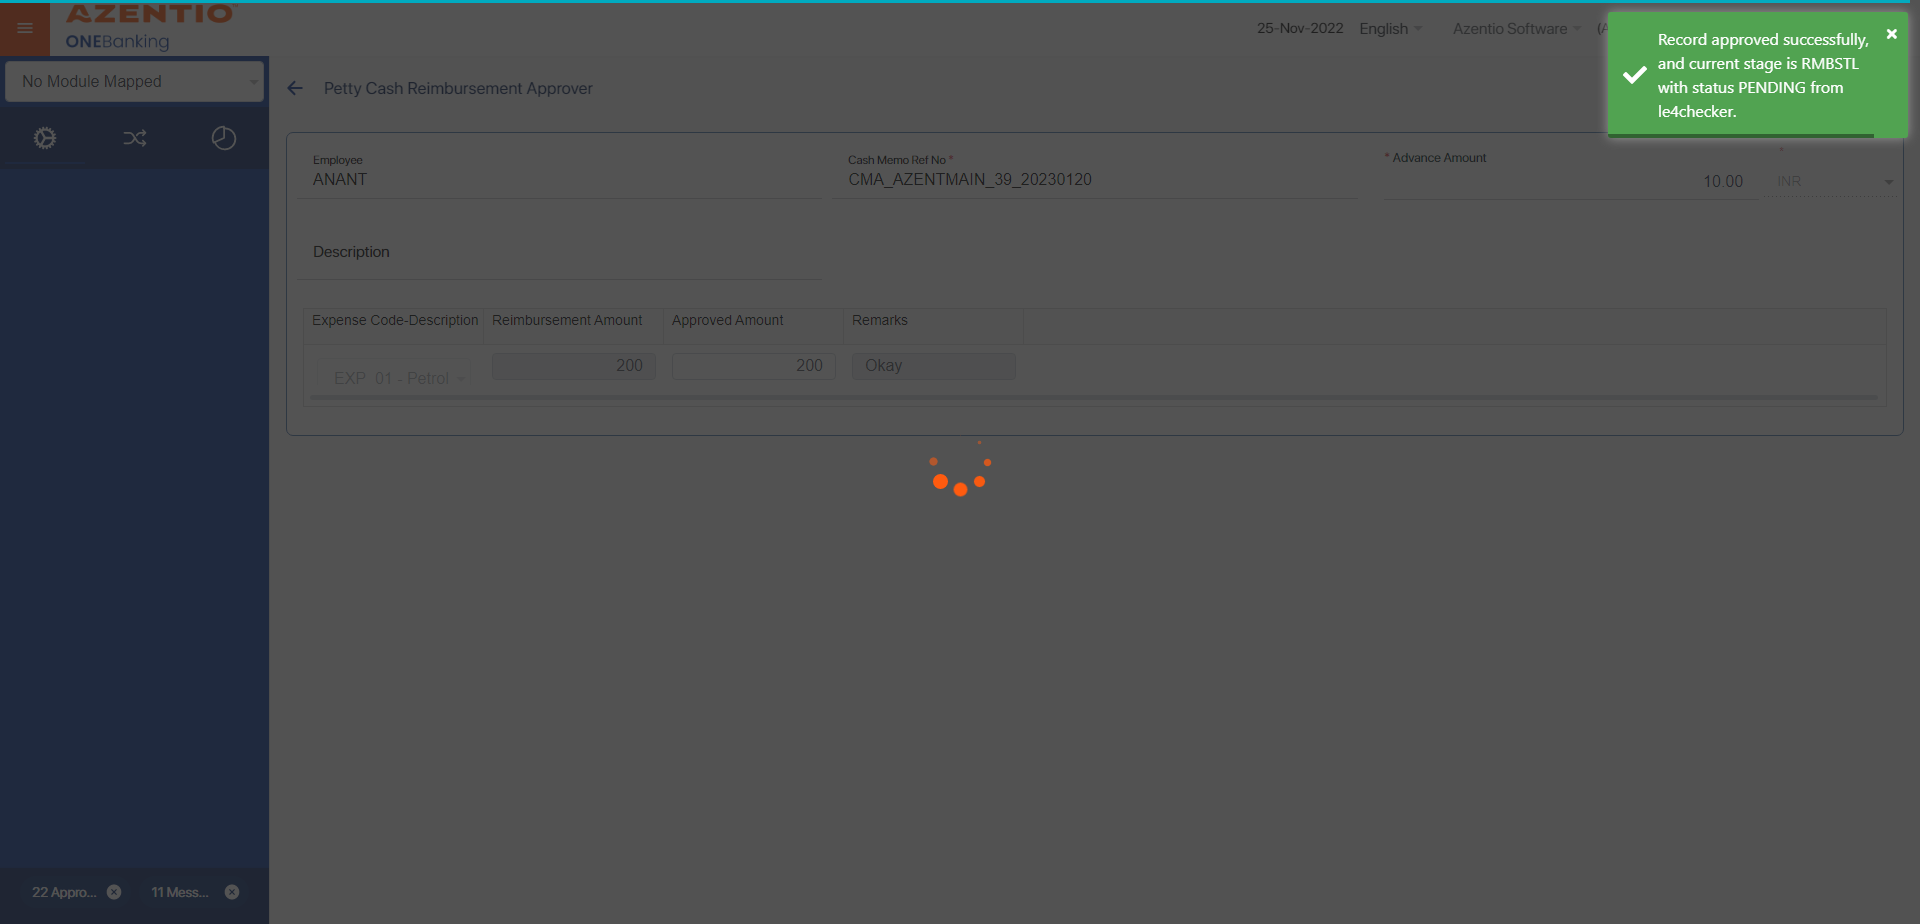 AZENTIO
ONEBanking
25-Nov-2022
English
Azentio Software
Record approved successfully,
and current stage is RMBSTL
with status PENDING from
le4checker.
No Module Mapped
Petty Cash Reimbursement Approver
Employee
ANANT
Cash Memo Ref No *
CMA_AZENTMAIN_39_20230120
* Advance Amount
10.00
*
INR
Description
Expense Code-Description
Reimbursement Amount
Approved Amount
Remarks
EXP_01 - Petrol
200
200
Okay
22 Appro...
11 Mess...